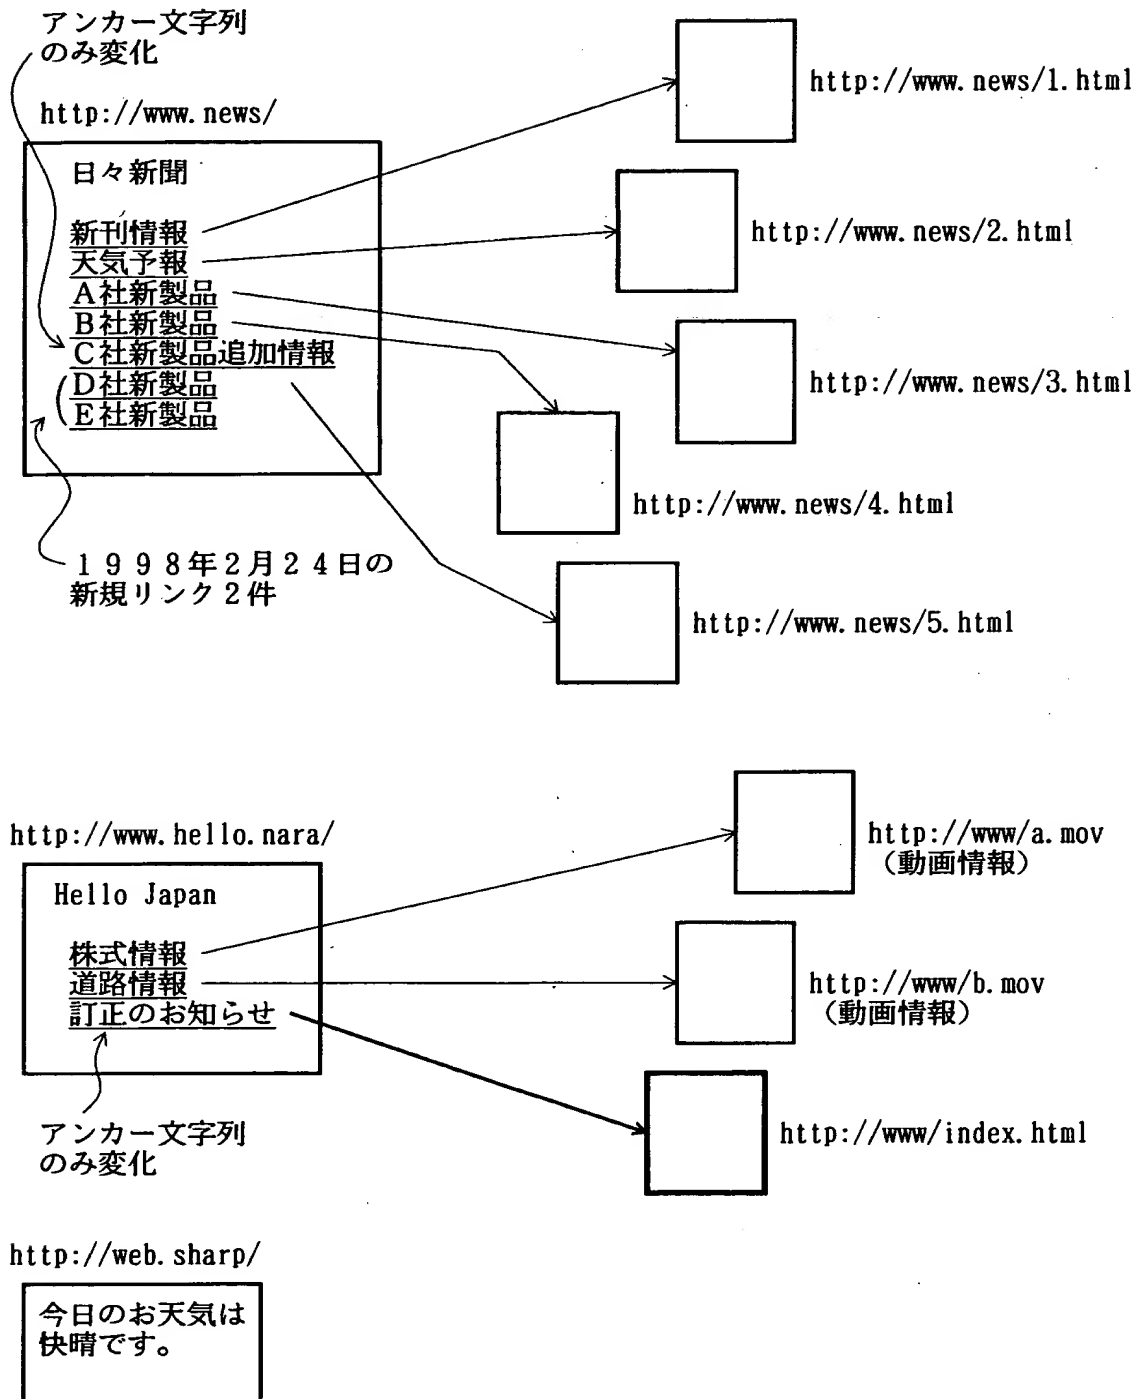 アンカー文字列
のみ変化
http://www.news/
日々新聞
新刊情報
天気予報
A社新製品
B社新製品
C社新製品追加情報
D社新製品
E社新製品
1998年2月24日の
新規リンク2件
http://www.news/1.html
http://www.news/2.html
http://www.news/3.html
http://www.news/4.html
http://www.news/5.html
http://www.hello.nara/
Hello Japan
株式情報
道路情報
訂正のお知らせ
アンカー文字列
のみ変化
http://www/a.mov
(動画情報)
http://www/b.mov
(動画情報)
http://www/index.html
http://web.sharp/
今日のお天気は
快晴です。